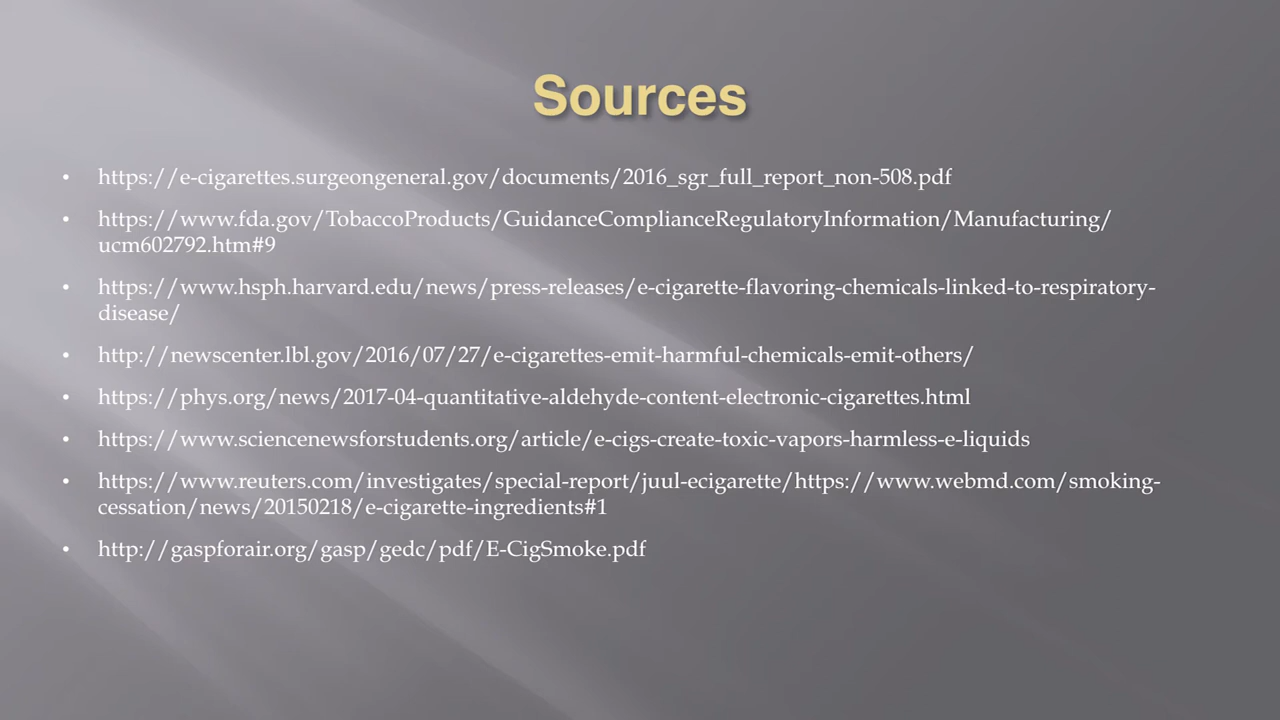 Sources
• https://e-cigarettes.surgeongeneral.gov/documents/2016_sgr_full_report_non-508.pdf
• https://www.fda.gov/TobaccoProducts/GuidanceComplianceRegulatoryInformation/Manufacturing/
ucm602792.htm#9
• https://www.hsph.harvard.edu/news/press-releases/e-cigarette-flavoring-chemicals-linked-to-respiratory-
disease/
• http://newscenter.lbl.gov/2016/07/27/e-cigarettes-emit-harmful-chemicals-emit-others/
• https://phys.org/news/2017-04-quantitative-aldehyde-content-electronic-cigarettes.html
• https://www.sciencenewsforstudents.org/article/e-cigs-create-toxic-vapors-harmless-e-liquids
• https://www.reuters.com/investigates/special-report/juul-ecigarette/https://www.webmd.com/smoking-
cessation/news/20150218/e-cigarette-ingredients#1
• http://gaspforair.org/gasp/gedc/pdf/E-CigSmoke.pdf